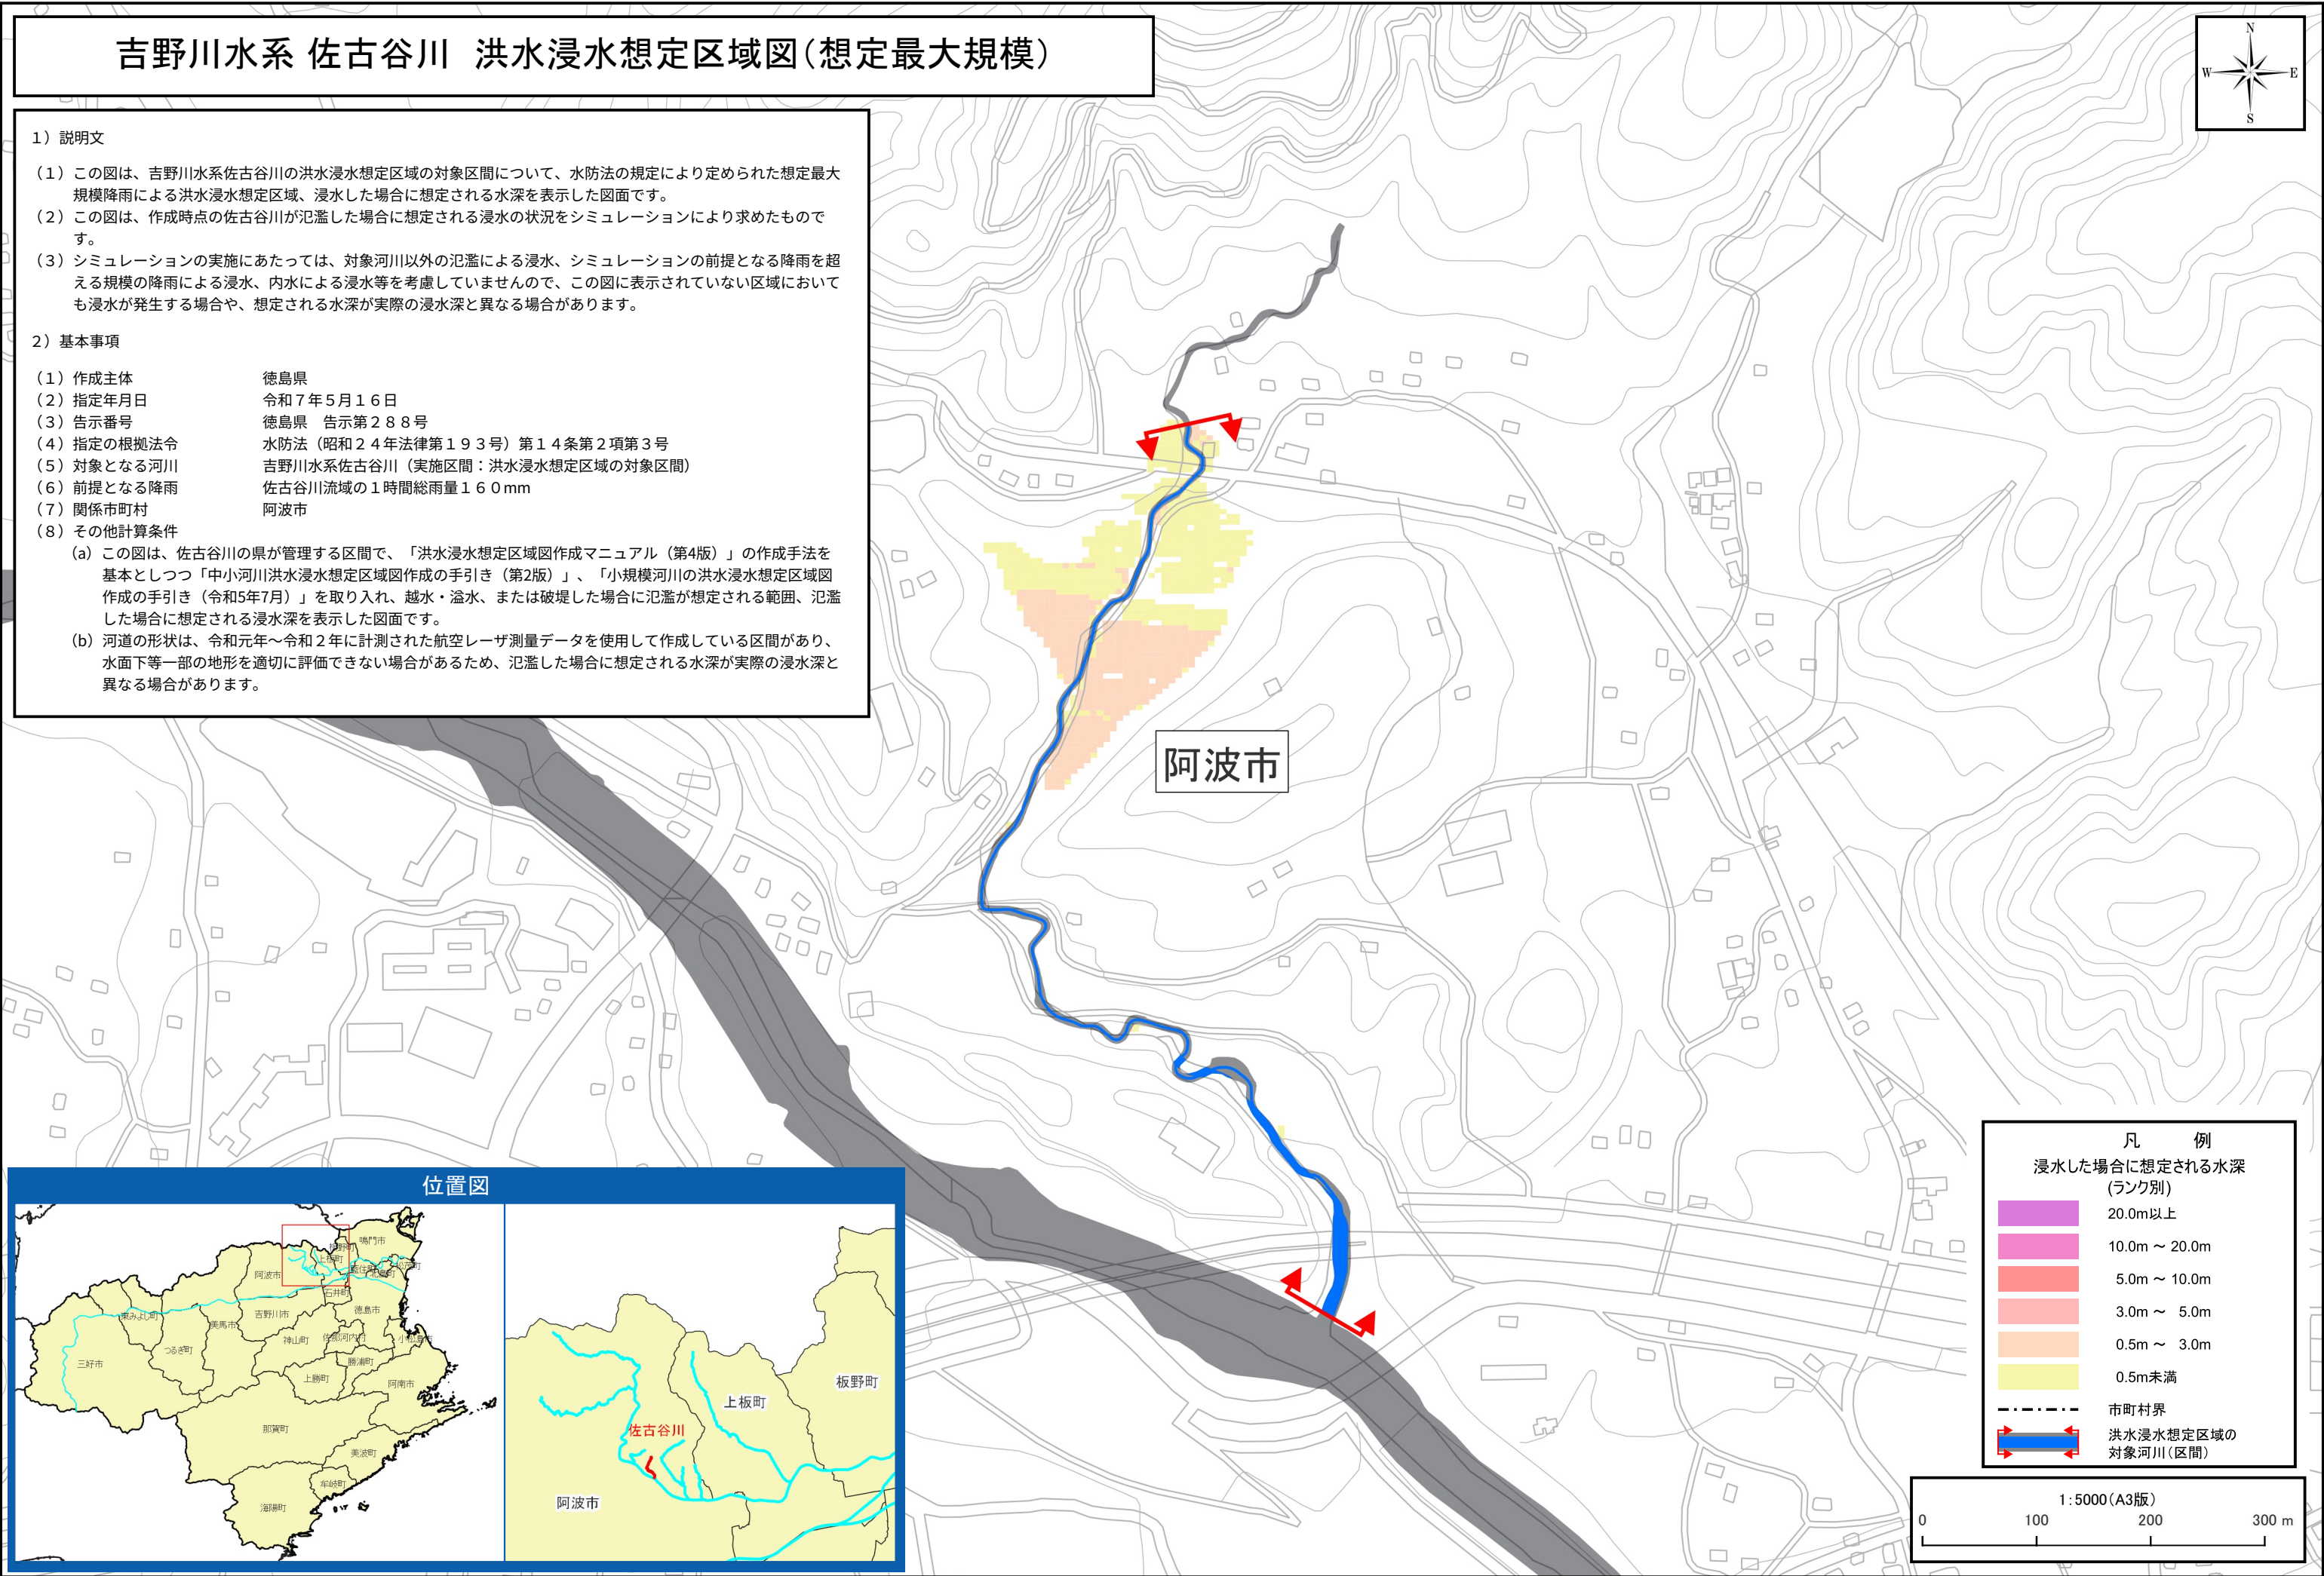 吉野川水系 佐古谷川　洪水浸水想定区域図（想定最大規模）
N
W
E
S
１）説明文
（１）この図は、吉野川水系佐古谷川の洪水浸水想定区域の対象区間について、水防法の規定により定められた想定最大
規模降雨による洪水浸水想定区域、浸水した場合に想定される水深を表示した図面です。
（２）この図は、作成時点の佐古谷川が氾濫した場合に想定される浸水の状況をシミュレーションにより求めたもので
す。
（３）シミュレーションの実施にあたっては、対象河川以外の氾濫による浸水、シミュレーションの前提となる降雨を超
える規模の降雨による浸水、内水による浸水等を考慮していませんので、この図に表示されていない区域において
も浸水が発生する場合や、想定される水深が実際の浸水深と異なる場合があります。
２）基本事項
（１）作成主体　徳島県
（２）指定年月日　令和７年５月１６日
（３）告示番号　徳島県　告示第２８８号
（４）指定の根拠法令　水防法（昭和２４年法律第１９３号）第１４条第２項第３号
（５）対象となる河川　吉野川水系佐古谷川（実施区間：洪水浸水想定区域の対象区間）
（６）前提となる降雨　佐古谷川流域の１時間総雨量１６０mm
（７）関係市町村　阿波市
（８）その他計算条件
（a）この図は、佐古谷川の県が管理する区間で、「洪水浸水想定区域図作成マニュアル（第4版）」の作成手法を
基本としつつ「中小河川洪水浸水想定区域図作成の手引き（第2版）」、「小規模河川の洪水浸水想定区域図
作成の手引き（令和5年7月）」を取り入れ、越水・溢水、または破堤した場合に氾濫が想定される範囲、氾濫
した場合に想定される浸水深を表示した図面です。
（b）河道の形状は、令和元年～令和２年に計測された航空レーザ測量データを使用して作成している区間があり、
水面下等一部の地形を適切に評価できない場合があるため、氾濫した場合に想定される水深が実際の浸水深と
異なる場合があります。
阿波市
位置図
鳴門市
上板町
阿波市
石井町
徳島市
吉野川市
東みよし町
美馬市
神山町
佐那河内村
つるぎ町
三好市
勝浦町
上勝町
阿南市
那賀町
美波町
牟岐町
海陽町
板野町
上板町
佐古谷川
阿波市
凡　例
浸水した場合に想定される水深
(ランク別)
20.0m以上
10.0m ～ 20.0m
5.0m ～ 10.0m
3.0m ～ 5.0m
0.5m ～ 3.0m
0.5m未満
市町村界
洪水浸水想定区域の
対象河川（区間）
1:5000（A3版）
0　100　200　300 m